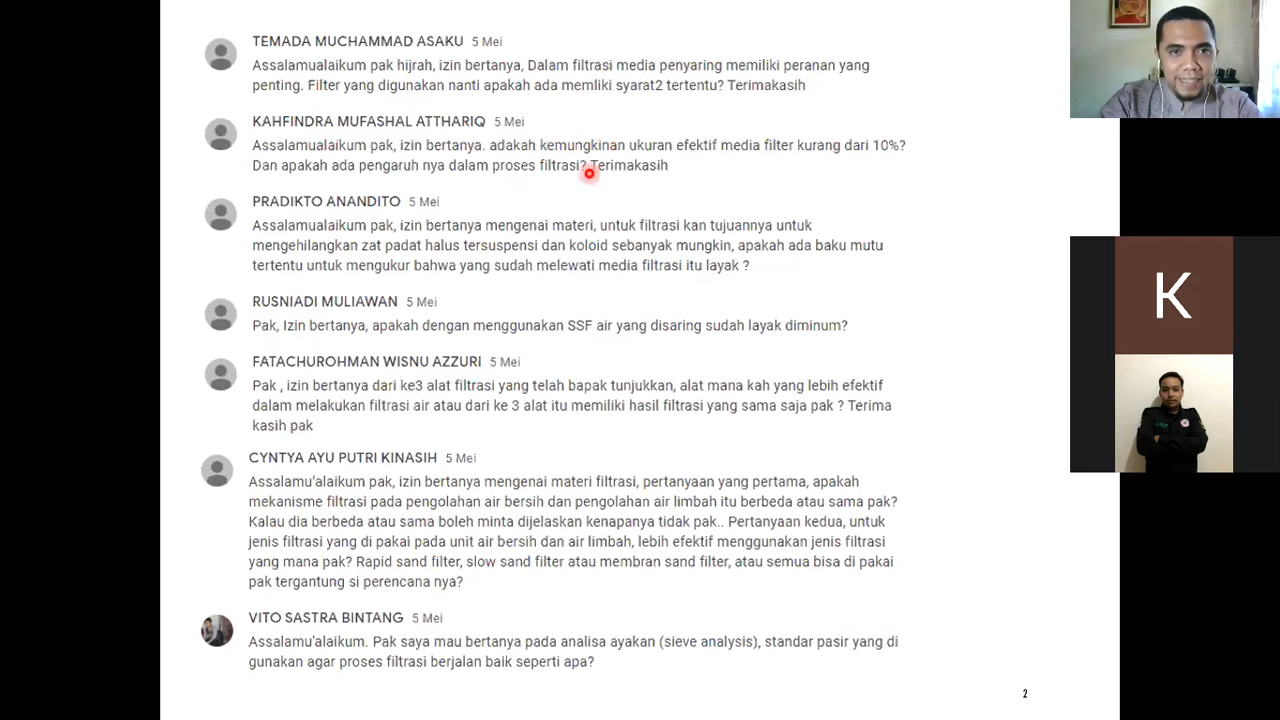 TEMADA MUCHAMMAD ASAKU 5 Mei
Assalamualaikum pak hijrah, izin bertanya, Dalam filtrasi media penyaring memiliki peranan yang
penting. Filter yang digunakan nanti apakah ada memliki syarat2 tertentu? Terimakasih
KAHFINDRA MUFASHAL ATTHARIQ 5 Mei
Assalamualaikum pak, izin bertanya. adakah kemungkinan ukuran efektif media filter kurang dari 10%?
Dan apakah ada pengaruh nya dalam proses filtrasi? Terimakasih
PRADIKTO ANANDITO 5 Mei
Assalamualaikum pak, izin bertanya mengenai materi, untuk filtrasi kan tujuannya untuk
mengehilangkan zat padat halus tersuspensi dan koloid sebanyak mungkin, apakah ada baku mutu
tertentu untuk mengukur bahwa yang sudah melewati media filtrasi itu layak ?
RUSNIADI MULIAWAN 5 Mei
Pak, Izin bertanya, apakah dengan menggunakan SSF air yang disaring sudah layak diminum?
FATACHUROHMAN WISNU AZZURI 5 Mei
Pak , izin bertanya dari ke3 alat filtrasi yang telah bapak tunjukkan, alat mana kah yang lebih efektif
dalam melakukan filtrasi air atau dari ke 3 alat itu memiliki hasil filtrasi yang sama saja pak ? Terima
kasih pak
CYNTYA AYU PUTRI KINASIH 5 Mei
Assalamu'alaikum pak, izin bertanya mengenai materi filtrasi, pertanyaan yang pertama, apakah
mekanisme filtrasi pada pengolahan air bersih dan pengolahan air limbah itu berbeda atau sama pak?
Kalau dia berbeda atau sama boleh minta dijelaskan kenapanya tidak pak.. Pertanyaan kedua, untuk
jenis filtrasi yang di pakai pada unit air bersih dan air limbah, lebih efektif menggunakan jenis filtrasi
yang mana pak? Rapid sand filter, slow sand filter atau membran sand filter, atau semua bisa di pakai
pak tergantung si perencana nya?
VITO SASTRA BINTANG 5 Mei
Assalamu'alaikum. Pak saya mau bertanya pada analisa ayakan (sieve analysis), standar pasir yang di
gunakan agar proses filtrasi berjalan baik seperti apa?
2
K